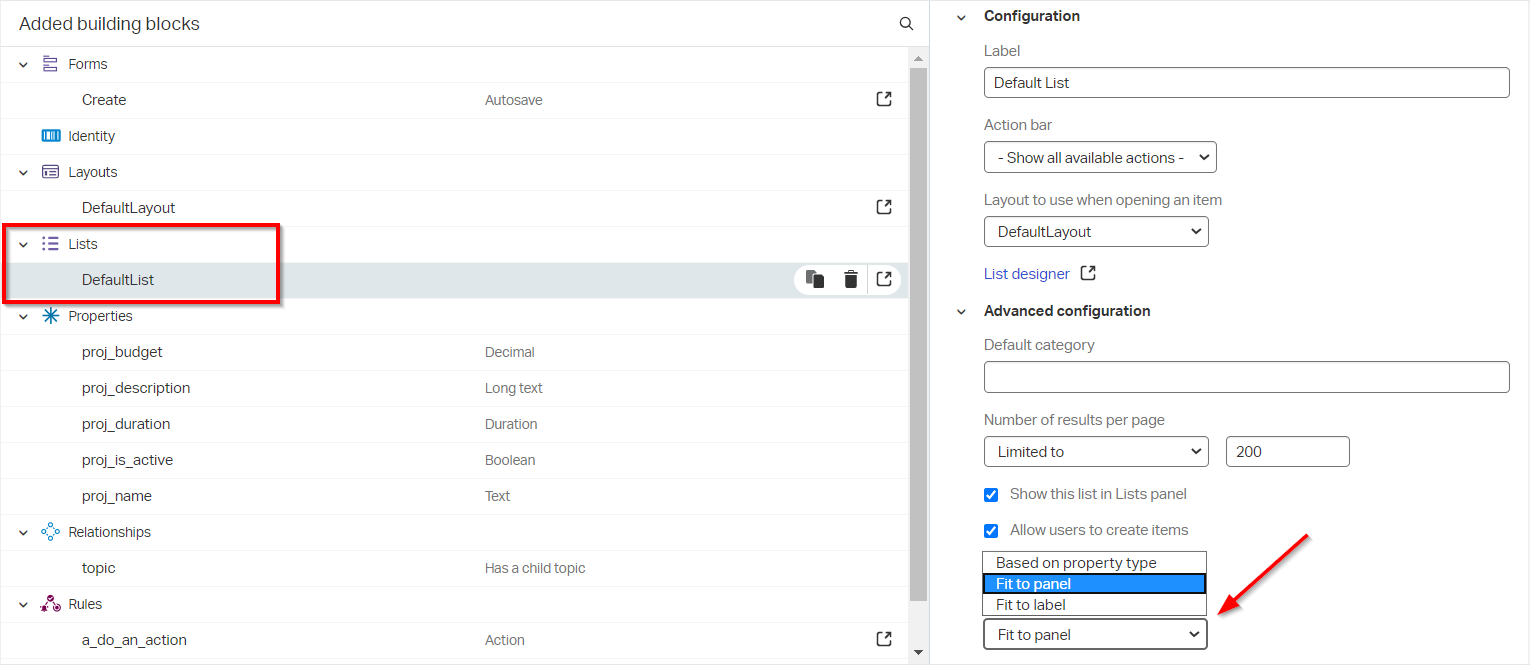 Added building blocks
Forms
Create Autosave
Identity
Layouts
DefaultLayout
Lists
DefaultList
Properties
proj_budget Decimal
proj_description Long text
proj_duration Duration
proj_is_active Boolean
proj_name Text
Relationships
topic Has a child topic
Rules
a_do_an_action Action
Configuration
Label
Default List
Action bar
- Show all available actions -
Layout to use when opening an item
DefaultLayout
List designer
Advanced configuration
Default category
Number of results per page
Limited to 200
Show this list in Lists panel
Allow users to create items
Based on property type
Fit to panel
Fit to label
Fit to panel